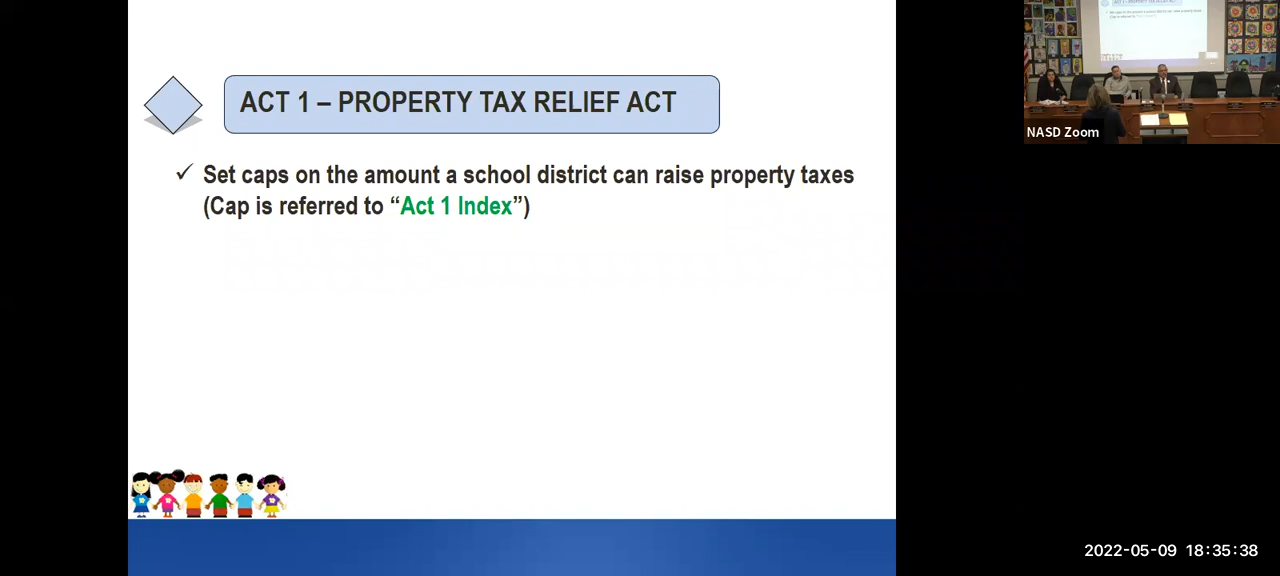 ACT 1 – PROPERTY TAX RELIEF ACT
✓ Set caps on the amount a school district can raise property taxes
(Cap is referred to “Act 1 Index”)
NASD Zoom
2022-05-09 18:35:38